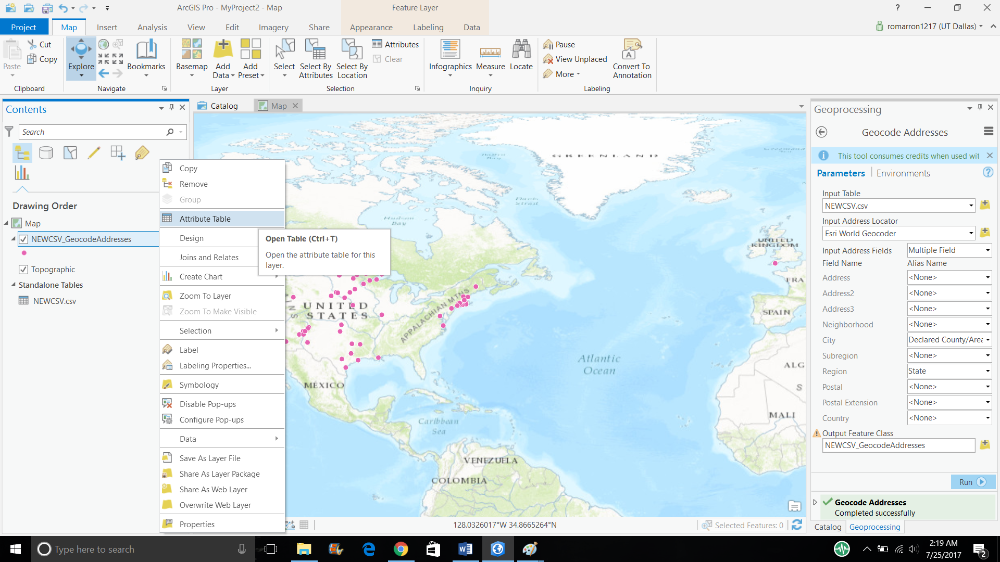 ArcGIS Pro - MyProject2 - Map
Feature Layer
?
Project
Map
Insert
Analysis
View
Edit
Imagery
Share
Appearance
Labeling
Data
romarron1217 (UT Dallas)
Paste
Cut
Copy
Clipboard
Explore
Bookmarks
Navigate
Basemap
Add
Data
Add
Preset
Layer
Select
Select By
Attributes
Select By
Location
Attributes
Clear
Selection
Infographics
Measure
Locate
Inquiry
Pause
View Unplaced
More
Convert To
Annotation
Labeling
Contents
Search
Drawing Order
Map
NEWCSV_GeocodeAddresses
Topographic
Standalone Tables
NEWCSV.csv
Copy
Remove
Group
Attribute Table
Design
Joins and Relates
Create Chart
Zoom To Layer
Zoom To Make Visible
Selection
Label
Labeling Properties...
Symbology
Disable Pop-ups
Configure Pop-ups
Data
Save As Layer File
Share As Layer Package
Share As Web Layer
Overwrite Web Layer
Properties
Open Table (Ctrl+T)
Open the attribute table for this
layer.
Catalog
Map
GREENLAND
Hudson
Bay
UNITED
KINGDOM
FRA
SPAIN
UNITED
STATES
APPALACHIAN MTNS
Atlantic
Ocean
ALG
S
MALI
MÉXICO
Caribbean
Sea
VENEZUELA
COLOMBIA
128.0326017°W 34.8665264°N
Selected Features: 0
Geoprocessing
Geocode Addresses
This tool consumes credits when used wit
Parameters
Environments
?
Input Table
NEWCSV.csv
Input Address Locator
Esri World Geocoder
Input Address Fields
Multiple Field
Field Name
Alias Name
Address
<None>
Address2
<None>
Address3
<None>
Neighborhood
<None>
City
Declared County/Area
Subregion
<None>
Region
State
Postal
<None>
Postal Extension
<None>
Country
<None>
Output Feature Class
NEWCSV_GeocodeAddresses
Run
Geocode Addresses
Completed successfully
Catalog
Geoprocessing
Type here to search
2:19 AM
7/25/2017
2